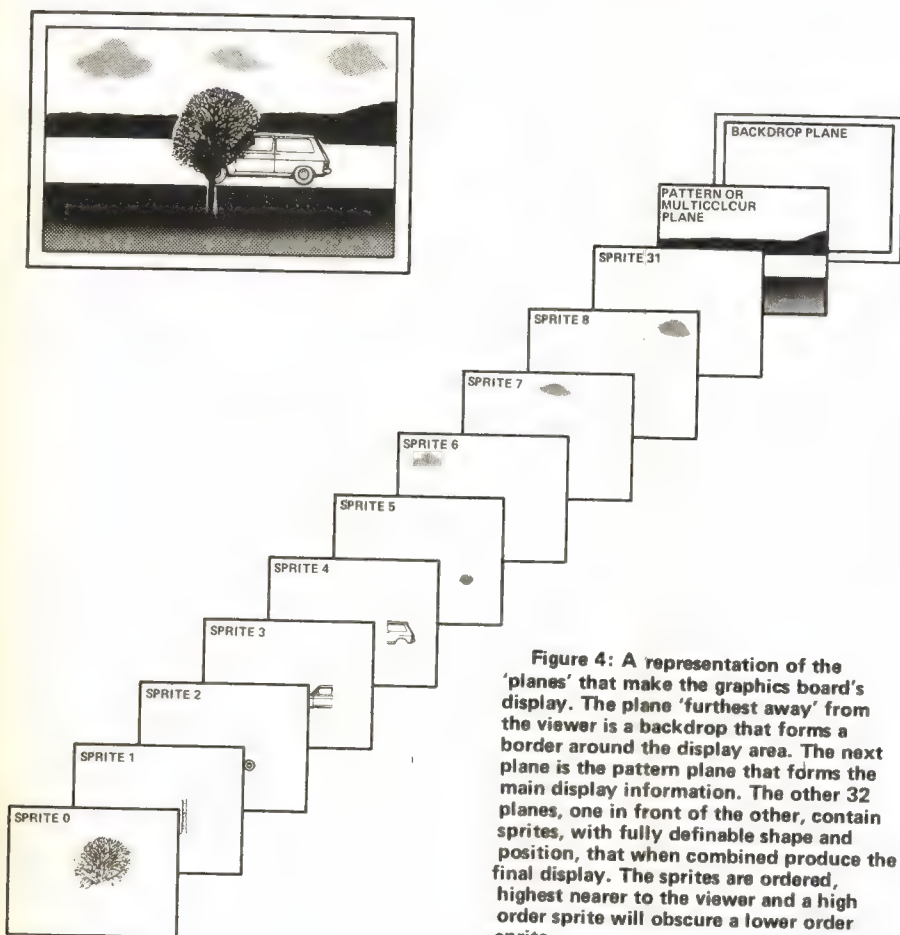 BACKDROP PLANE
PATTERN OR
MULTICCLCUR
PLANE
SPRITE 31
SPRITE 8
SPRITE 7
SPRITE 6
SPRITE 5
SPRITE 4
SPRITE 3
SPRITE 2
SPRITE 1
SPRITE 0
Figure 4: A representation of the
'planes' that make the graphics board's
display. The plane 'furthest away' from
the viewer is a backdrop that forms a
border around the display area. The next
plane is the pattern plane that forms the
main display information. The other 32
planes, one in front of the other, contain
sprites, with fully definable shape and
position, that when combined produce the
final display. The sprites are ordered,
highest nearer to the viewer and a high
order sprite will obscure a lower order